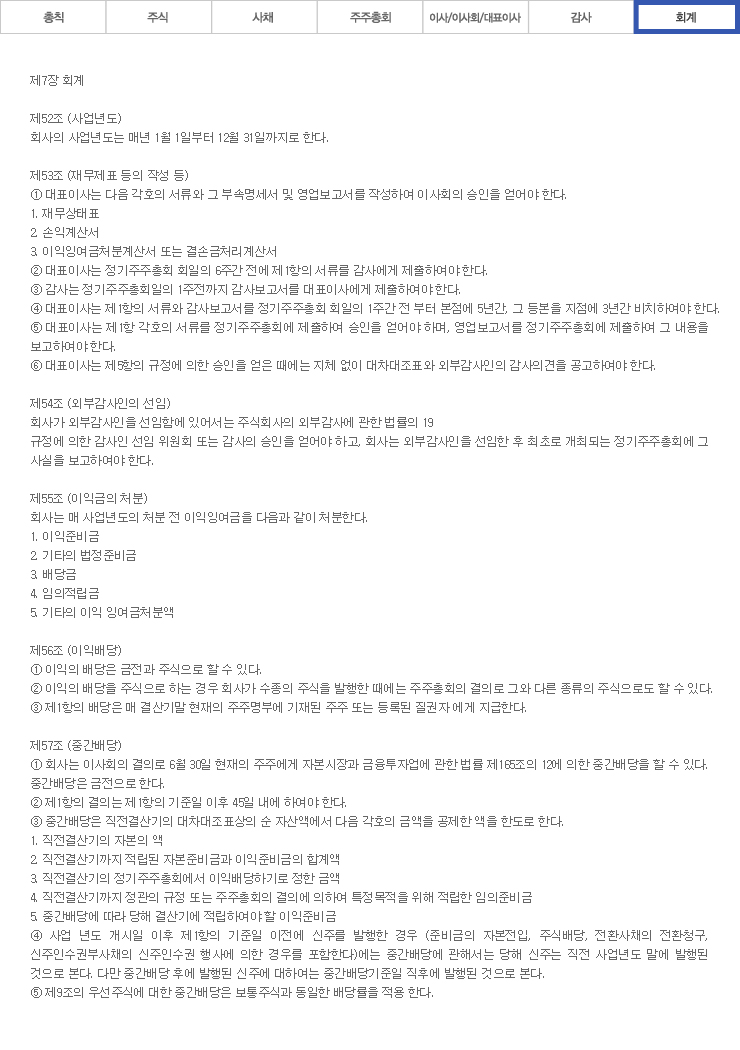 총칙
주식
사채
주주총회
이사/이사회/대표이사
감사
회계
제7장 회계
제52조 (사업년도)
회사의 사업년도는 매년 1월 1일부터 12월 31일까지로 한다.
제53조 (재무제표 등의 작성 등)
① 대표이사는 다음 각호의 서류와 그 부속명세서 및 영업보고서를 작성하여 이사회의 승인을 얻어야 한다.
1. 재무상태표
2. 손익계산서
3. 이익잉여금처분계산서 또는 결손금처리계산서
② 대표이사는 정기주주총회 회일의 6주간 전에 제1항의 서류를 감사에게 제출하여야 한다.
③ 감사는 정기주주총회일의 1주전까지 감사보고서를 대표이사에게 제출하여야 한다.
④ 대표이사는 제1항의 서류와 감사보고서를 정기주주총회 회일의 1주간 전 부터 본점에 5년간, 그 등본을 지점에 3년간 비치하여야 한다.
⑤ 대표이사는 제1항 각호의 서류를 정기주주총회에 제출하여 승인을 얻어야 하며, 영업보고서를 정기주주총회에 제출하여 그 내용을
보고하여야 한다.
⑥ 대표이사는 제5항의 규정에 의한 승인을 얻은 때에는 지체 없이 대차대조표와 외부감사인의 감사의견을 공고하여야 한다.
제54조 (외부감사인의 선임)
회사가 외부감사인을 선임함에 있어서는 주식회사의 외부감사에 관한 법률의 19
규정에 의한 감사인 선임 위원회 또는 감사의 승인을 얻어야 하고, 회사는 외부감사인을 선임한 후 최초로 개최되는 정기주주총회에 그
사실을 보고하여야 한다.
제55조 (이익금의 처분)
회사는 매 사업년도의 처분 전 이익잉여금을 다음과 같이 처분한다.
1. 이익준비금
2. 기타의 법정준비금
3. 배당금
4. 임의적립금
5. 기타의 이익 잉여금처분액
제56조 (이익배당)
① 이익의 배당은 금전과 주식으로 할 수 있다.
② 이익의 배당을 주식으로 하는 경우 회사가 수종의 주식을 발행한 때에는 주주총회의 결의로 그와 다른 종류의 주식으로도 할 수 있다.
③ 제1항의 배당은 매 결산기말 현재의 주주명부에 기재된 주주 또는 등록된 질권자 에게 지급한다.
제57조 (중간배당)
① 회사는 이사회의 결의로 6월 30일 현재의 주주에게 자본시장과 금융투자업에 관한 법률 제165조의 12에 의한 중간배당을 할 수 있다.
중간배당은 금전으로 한다.
② 제1항의 결의는 제1항의 기준일 이후 45일 내에 하여야 한다.
③ 중간배당은 직전결산기의 대차대조표상의 순 자산액에서 다음 각호의 금액을 공제한 액을 한도로 한다.
1. 직전결산기의 자본의 액
2. 직전결산기까지 적립된 자본준비금과 이익준비금의 합계액
3. 직전결산기의 정기주주총회에서 이익배당하기로 정한 금액
4. 직전결산기까지 정관의 규정 또는 주주총회의 결의에 의하여 특정목적을 위해 적립한 임의준비금
5. 중간배당에 따라 당해 결산기에 적립하여야 할 이익준비금
④ 사업 년도 개시일 이후 제1항의 기준일 이전에 신주를 발행한 경우 (준비금의 자본전입, 주식배당, 전환사채의 전환청구,
신주인수권부사채의 신주인수권 행사에 의한 경우를 포함한다)에는 중간배당에 관해서는 당해 신주는 직전 사업년도 말에 발행된
것으로 본다. 다만 중간배당 후에 발행된 신주에 대하여는 중간배당기준일 직후에 발행된 것으로 본다.
⑤ 제9조의 우선주식에 대한 중간배당은 보통주식과 동일한 배당률을 적용 한다.